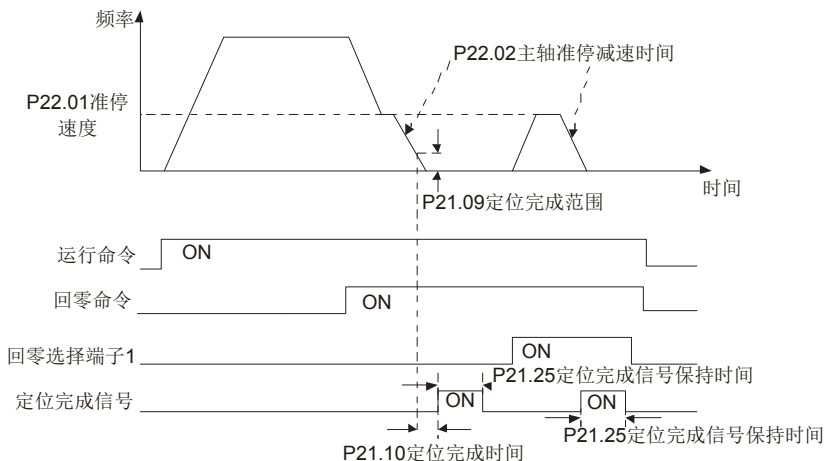 频率
P22.02主轴准停减速时间
P22.01准停
速度
时间
P21.09定位完成范围
运行命令
ON
回零命令
ON
回零选择端子1
ON
P21.25定位完成信号保持时间
定位完成信号
ON
ON
P21.25定位完成信号保持时间
P21.10定位完成时间